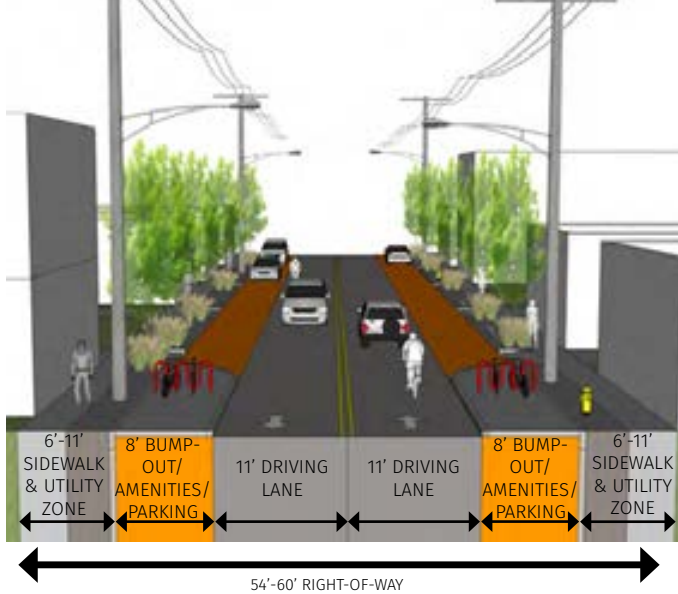 6’-11’
SIDEWALK
& UTILITY
ZONE
8’ BUMP-
OUT/
AMENITIES/
PARKING
11’ DRIVING
LANE
11’ DRIVING
LANE
8’ BUMP-
OUT/
AMENITIES/
PARKING
6’-11’
SIDEWALK
& UTILITY
ZONE
54’-60’ RIGHT-OF-WAY